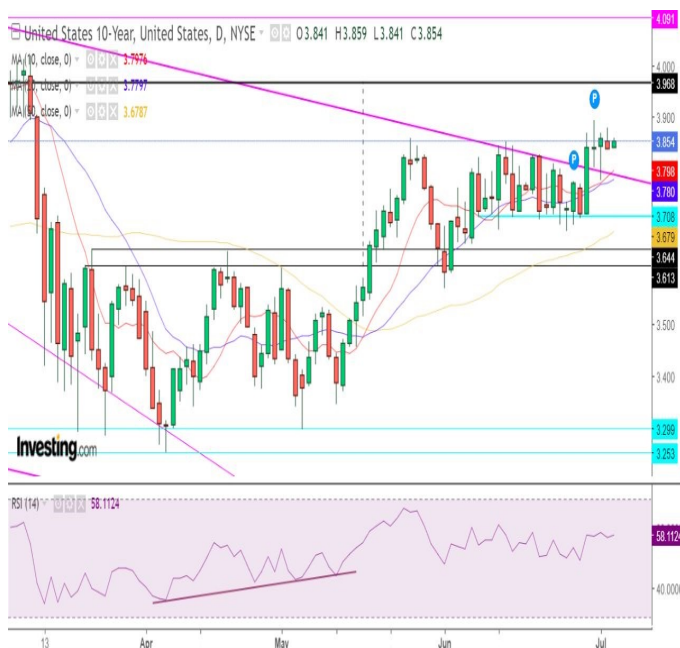 United States 10-Year, United States, D, NYSE O3.841 H3.859 L3.841 C3.854
MA (10, close, 0) 3.7976
MA (20, close, 0) 3.7797
MA (50, close, 0) 3.6787
4.091
4.000
3.968
3.900
3.854
3.798
3.780
3.708
3.679
3.644
3.613
3.500
3.400
3.299
3.253
P
P
Investing.com
RSI (14) 58.1124
58.1124
40.0000
13 Apr May Jun Jul